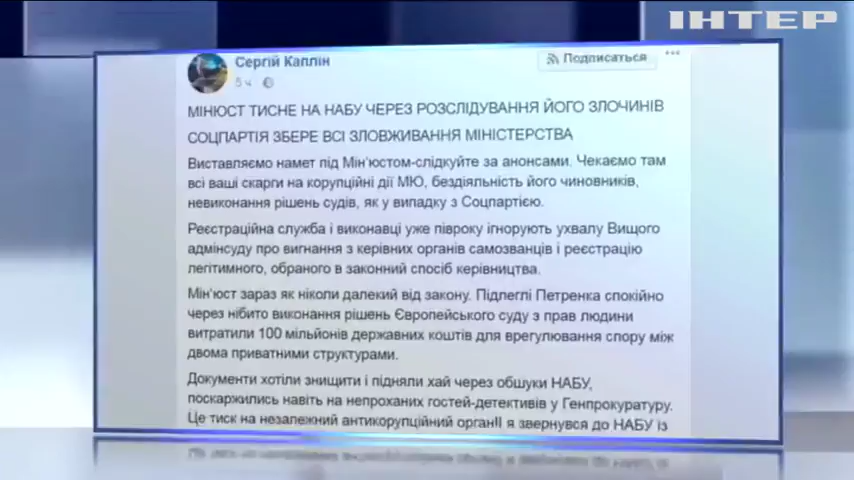 ІНТЕР
Сергій Каплін
Подписаться
5 ч
МІНЮСТ ТИСНЕ НА НАБУ ЧЕРЕЗ РОЗСЛІДУВАННЯ ЙОГО ЗЛОЧИНІВ
СОЦПАРТІЯ ЗБЕРЕ ВСІ ЗЛОВЖИВАННЯ МІНІСТЕРСТВА
Виставляємо намет під Мін'юстом-слідкуйте за анонсами. Чекаємо там
всі ваші скарги на корупційні дії МЮ, бездіяльність його чиновників,
невиконання рішень судів, як у випадку з Соцпартією.
Реєстраційна служба і виконавці уже півроку ігнорують ухвалу Вищого
адмінсуду про вигнання з керівних органів самозванців і реєстрацію
легітимного, обраного в законний спосіб керівництва.
Мін'юст зараз як ніколи далекий від закону. Підлеглі Петренка спокійно
через нібито виконання рішень Європейського суду з прав людини
витратили 100 мільйонів державних коштів для врегулювання спору між
двома приватними структурами.
Документи хотіли знищити і підняли хай через обшуки НАБУ,
поскаржились навіть на непроханих гостей-детективів у Генпрокуратуру.
Це тиск на незалежний антикорупційний органІІ я звернувся до НАБУ із